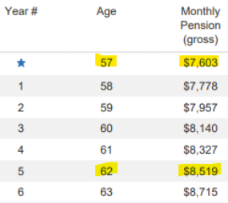 Year # Age Monthly
Pension
(gross)
57 $7,603
1 58 $7,778
2 59 $7,957
3 60 $8,140
4 61 $8,327
5 62 $8,519
6 63 $8,715